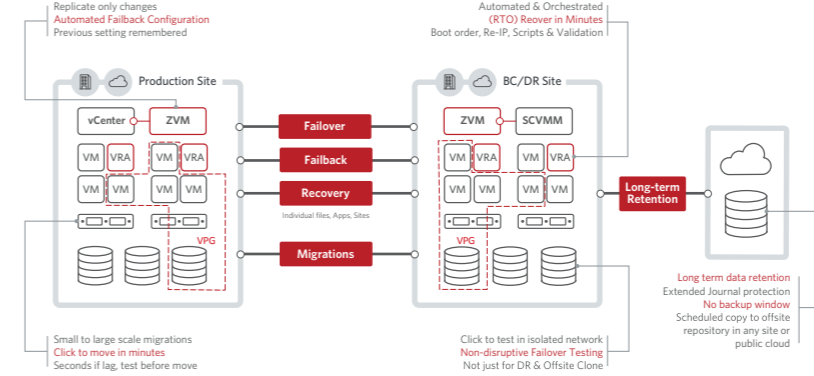 Replicate only changes
Automated Failback Configuration
Previous setting remembered
Automated & Orchestrated
(RTO) Reover in Minutes
Boot order, Re-IP, Scripts & Validation
Production Site
vCenter
ZVM
VM
VRA
VM
VRA
VM
VM
VM
VM
VPG
Failover
Failback
Recovery
Individual files, Apps, Sites
Migrations
BC/DR Site
ZVM
SCVMM
VM
VRA
VM
VRA
VM
VM
VM
VM
VPG
Long-term
Retention
Small to large scale migrations
Click to move in minutes
Seconds if lag, test before move
Click to test in isolated network
Non-disruptive Failover Testing
Not just for DR & Offsite Clone
Long term data retention
Extended Journal protection
No backup window
Scheduled copy to offsite
repository in any site or
public cloud